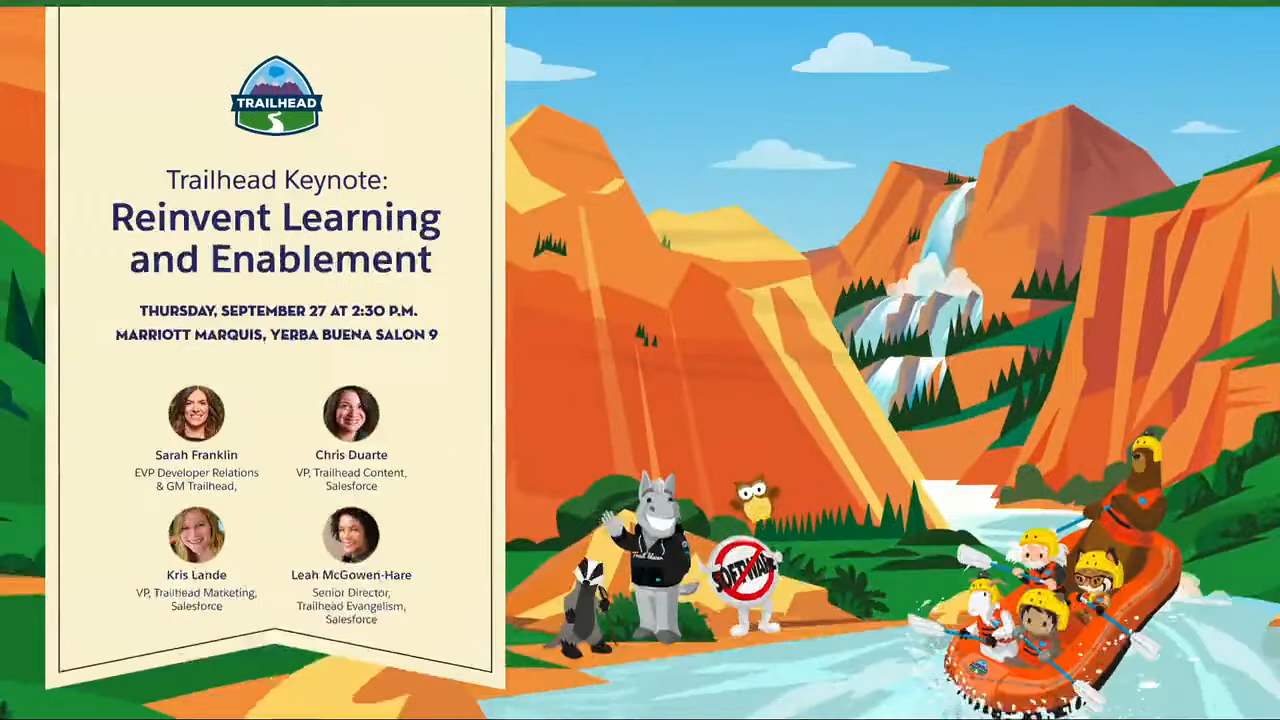 TRAILHEAD
Trailhead Keynote:
Reinvent Learning
and Enablement
THURSDAY, SEPTEMBER 27 AT 2:30 P.M.
MARRIOTT MARQUIS, YERBA BUENA SALON 9
Sarah Franklin
EVP Developer Relations
& GM Trailhead,
Chris Duarte
VP, Trailhead Content,
Salesforce
Kris Lande
VP, Trailhead Marketing,
Salesforce
Leah McGowen-Hare
Senior Director,
Trailhead Evangelism,
Salesforce
SOFTWARE